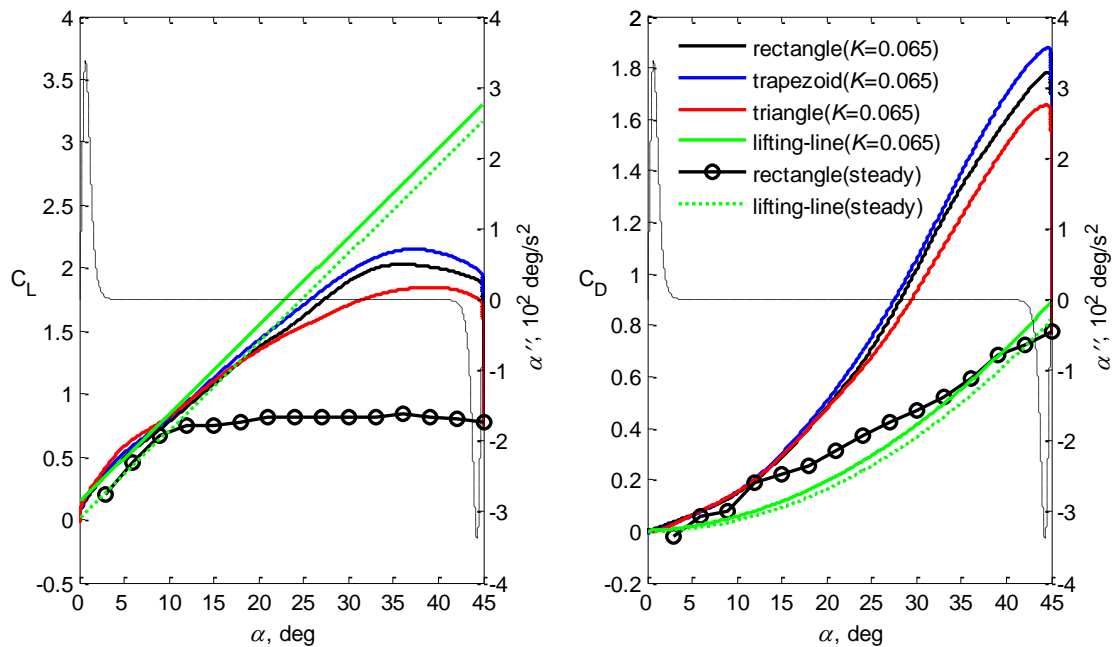 4
3.5
3
2.5
2
1.5
1
0.5
0
-0.5
C_L
0 5 10 15 20 25 30 35 40 45
α, deg
4
3
2
1
0
-1
-2
-3
-4
α′′, 10² deg/s²
2
1.8
1.6
1.4
1.2
1
0.8
0.6
0.4
0.2
0
-0.2
C_D
rectangle(K=0.065)
trapezoid(K=0.065)
triangle(K=0.065)
lifting-line(K=0.065)
rectangle(steady)
lifting-line(steady)
0 5 10 15 20 25 30 35 40 45
α, deg
4
3
2
1
0
-1
-2
-3
-4
α′′, 10² deg/s²